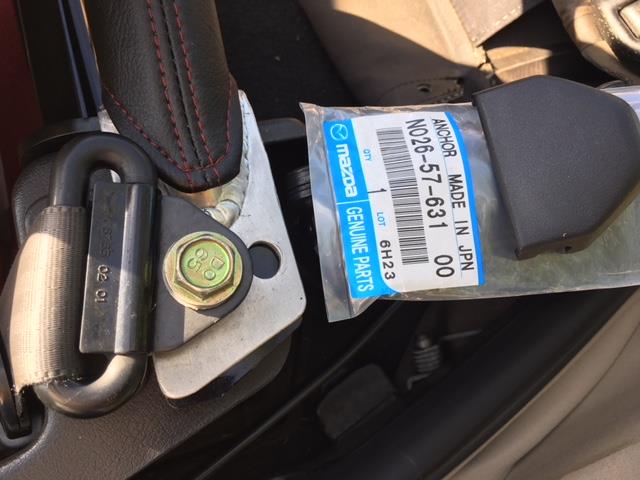 ANCHOR MADE IN JPN
N026-57-631 00
QTY 1 LOT 6H23
mazda GENUINE PARTS